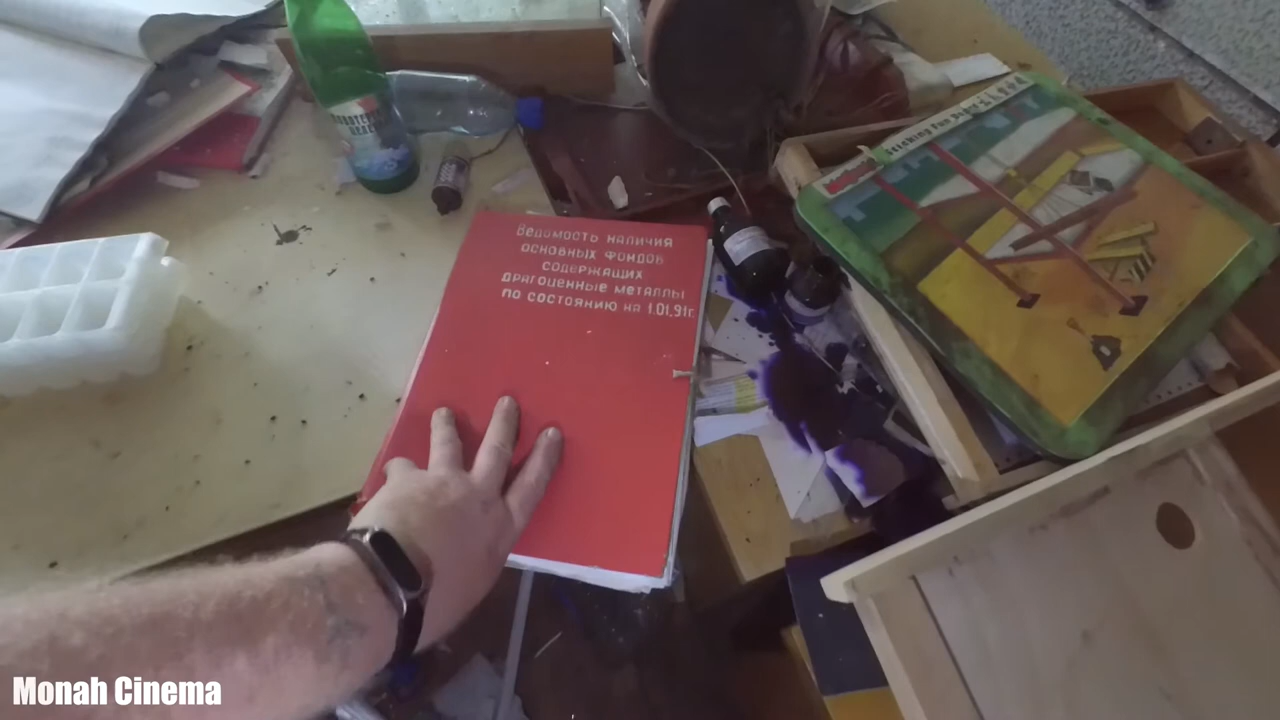 Ведомость наличия
основных фондов
содержащих
драгоценные металлы
по состоянию на 1.01.91г.
Monah Cinema